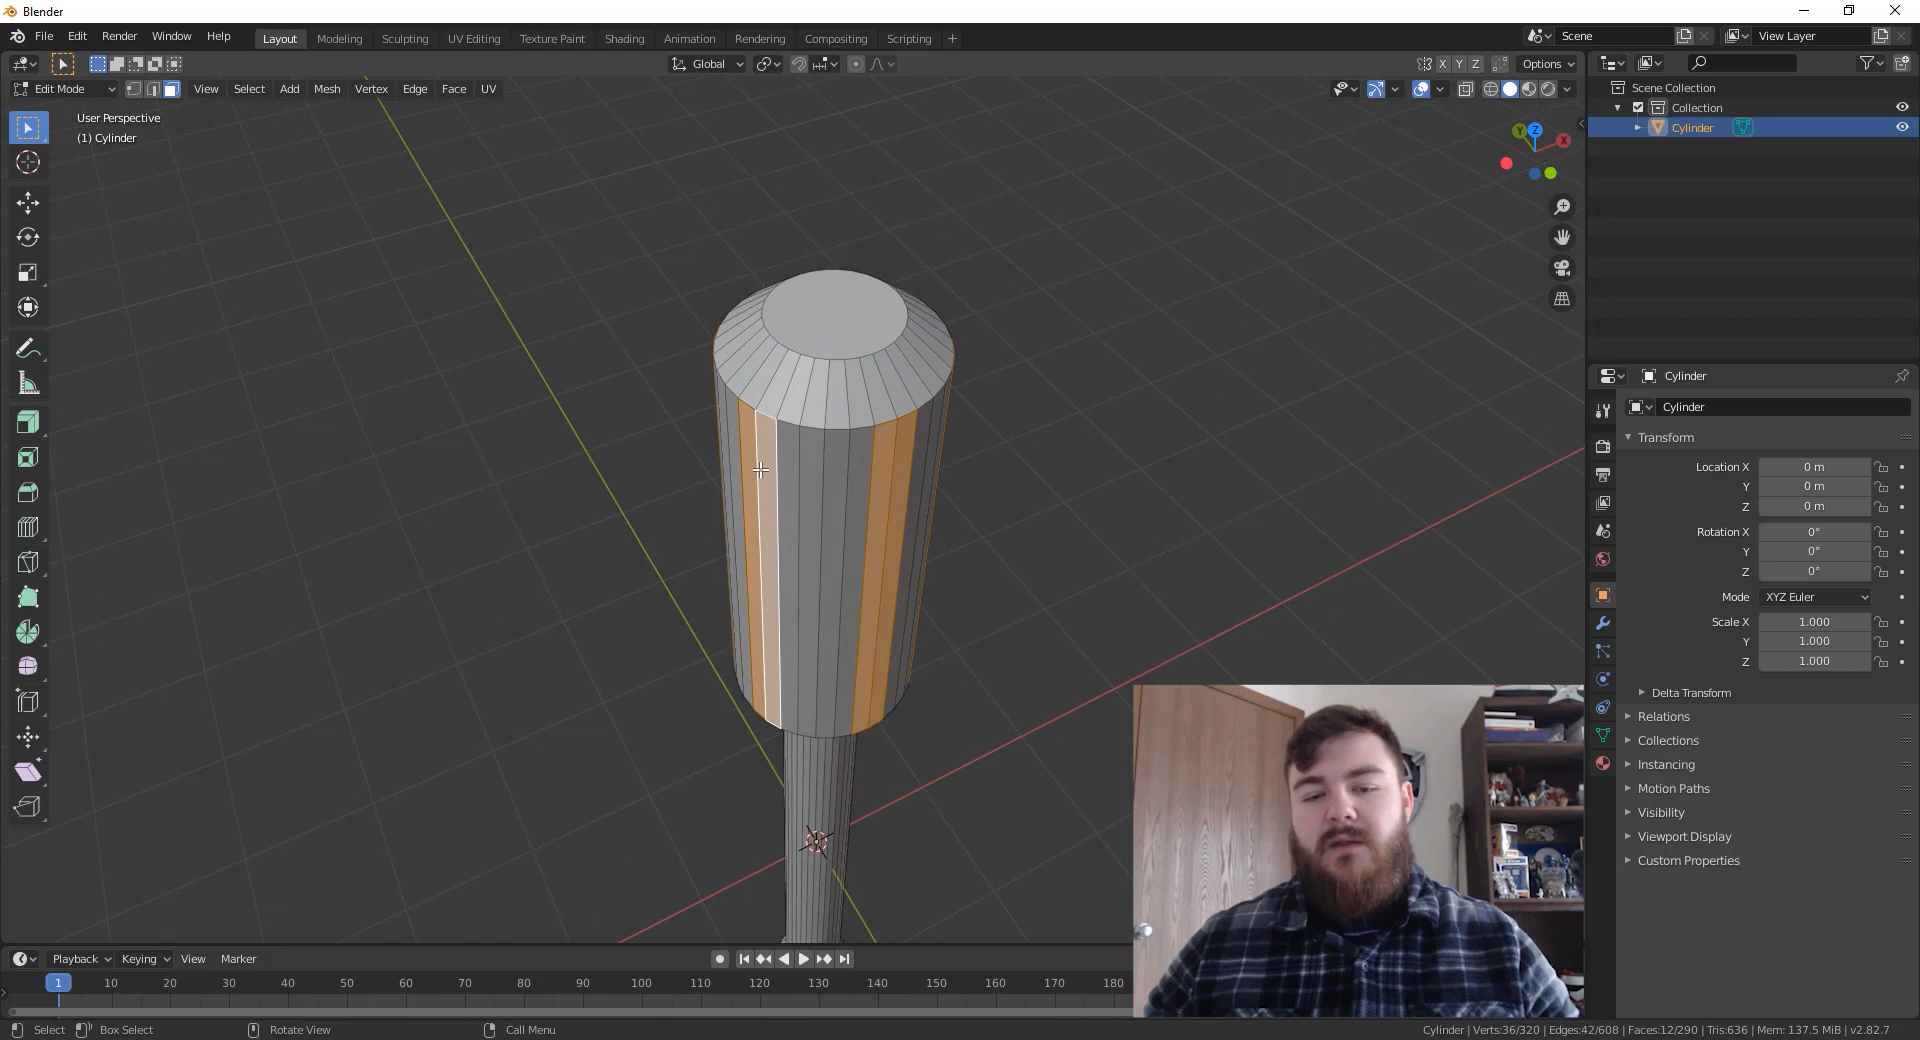 Blender
File Edit Render Window Help
Layout Modeling Sculpting UV Editing Texture Paint Shading Animation Rendering Compositing Scripting +
Scene
View Layer
Global
X Y Z
Options
Edit Mode
View Select Add Mesh Vertex Edge Face UV
User Perspective
(1) Cylinder
Y Z X
Scene Collection
Collection
Cylinder
Cylinder
Cylinder
Transform
Location X 0 m
Y 0 m
Z 0 m
Rotation X 0°
Y 0°
Z 0°
Mode XYZ Euler
Scale X 1.000
Y 1.000
Z 1.000
Delta Transform
Relations
Collections
Instancing
Motion Paths
Visibility
Viewport Display
Custom Properties
Playback Keying View Marker
1 10 20 30 40 50 60 70 80 90 100 110 120 130 140 150 160 170 180
Select Box Select Rotate View Call Menu
Cylinder | Verts:36/320 | Edges:42/608 | Faces:12/290 | Tris:636 | Mem: 137.5 MiB | v2.82.7